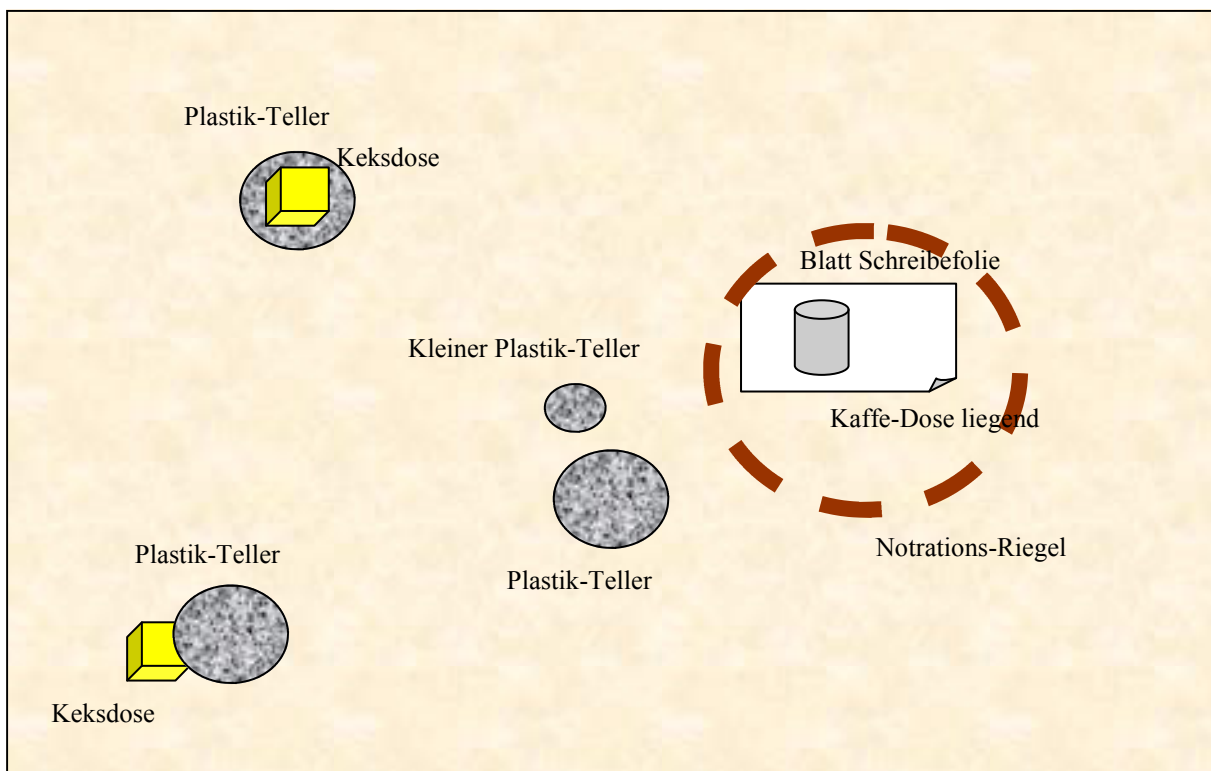 Plastik-Teller
Keksdose
Blatt Schreibefolie
Kleiner Plastik-Teller
Kaffe-Dose liegend
Notrations-Riegel
Plastik-Teller
Plastik-Teller
Keksdose